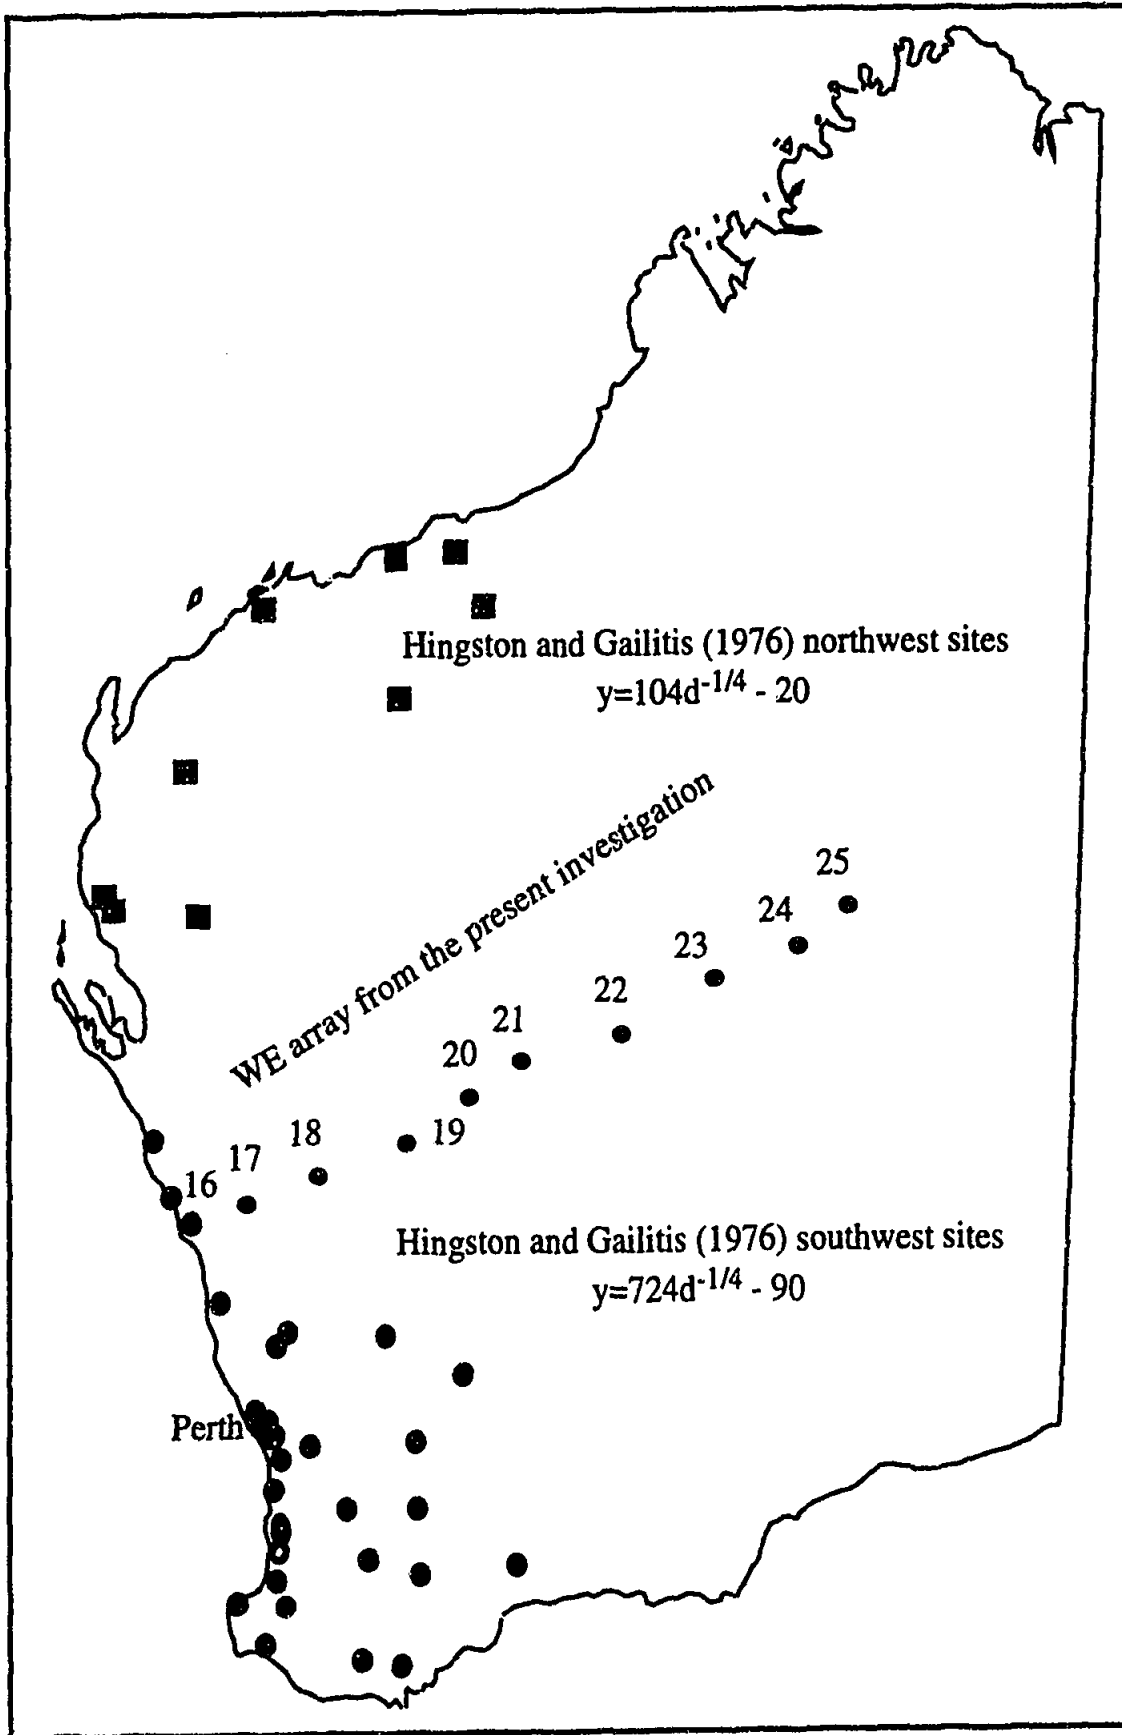 Hingston and Gailitis (1976) northwest sites
y=104d-1/4 - 20
WE array from the present investigation
25
24
23
22
21
20
19
18
17
16
Hingston and Gailitis (1976) southwest sites
y=724d-1/4 - 90
Perth